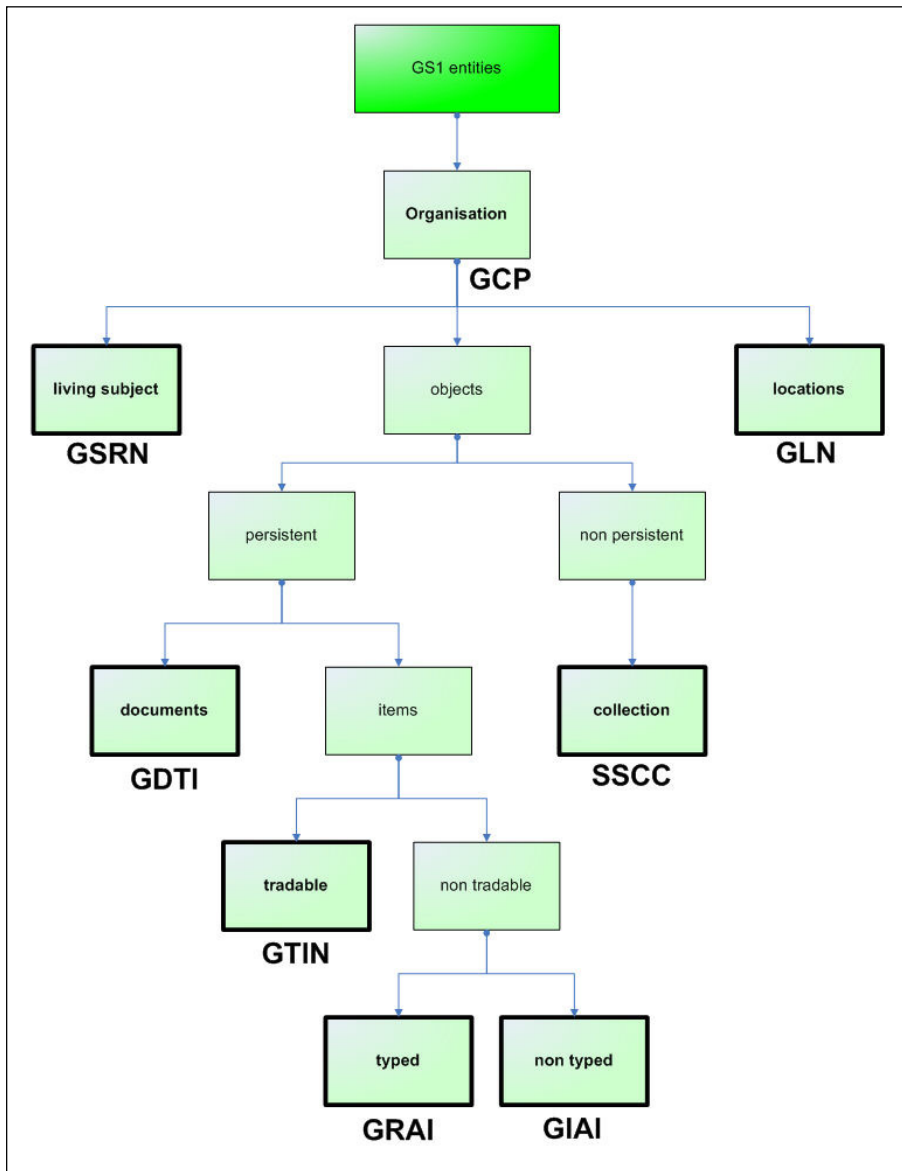 GS1 entities
Organisation
GCP
living subject
objects
locations
GSRN
GLN
persistent
non persistent
documents
items
collection
GDTI
SSCC
tradable
non tradable
GTIN
typed
non typed
GRAI
GIAI